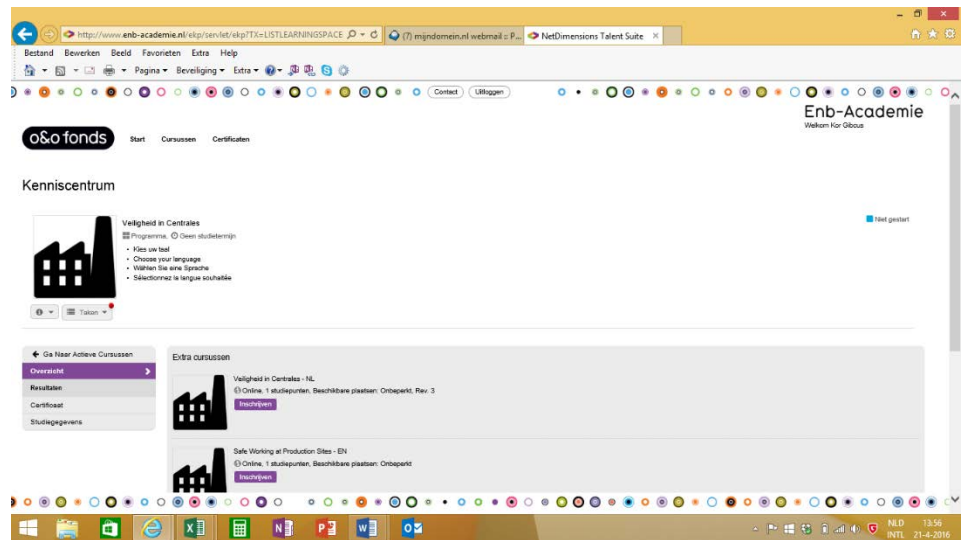 http://www.enb-academie.nl/ekp/servlet/ekp?TX=LISTLEARNINGSPACE
(7) mijndomein.nl webmail :: P...
NetDimensions Talent Suite
Bestand Bewerken Beeld Favorieten Extra Help
Pagina Beveiliging Extra
Contact Uitloggen
Enb-Academie
Welkom Kor Gibcus
o&o fonds Start Cursussen Certificaten
Kenniscentrum
Veiligheid in Centrales
Niet gestart
Programma, Geen studietermijn
• Kies uw taal
• Choose your language
• Wählen Sie eine Sprache
• Sélectionnez la langue souhaitée
Taken
Ga Naar Actieve Cursussen
Overzicht
Resultaten
Certificaat
Studiegegevens
Extra cursussen
Veiligheid in Centrales - NL
Online, 1 studiepunten, Beschikbare plaatsen: Onbeperkt, Rev. 3
Inschrijven
Safe Working at Production Sites - EN
Online, 1 studiepunten, Beschikbare plaatsen: Onbeperkt
Inschrijven
NLD 13:56
INTL 21-4-2016